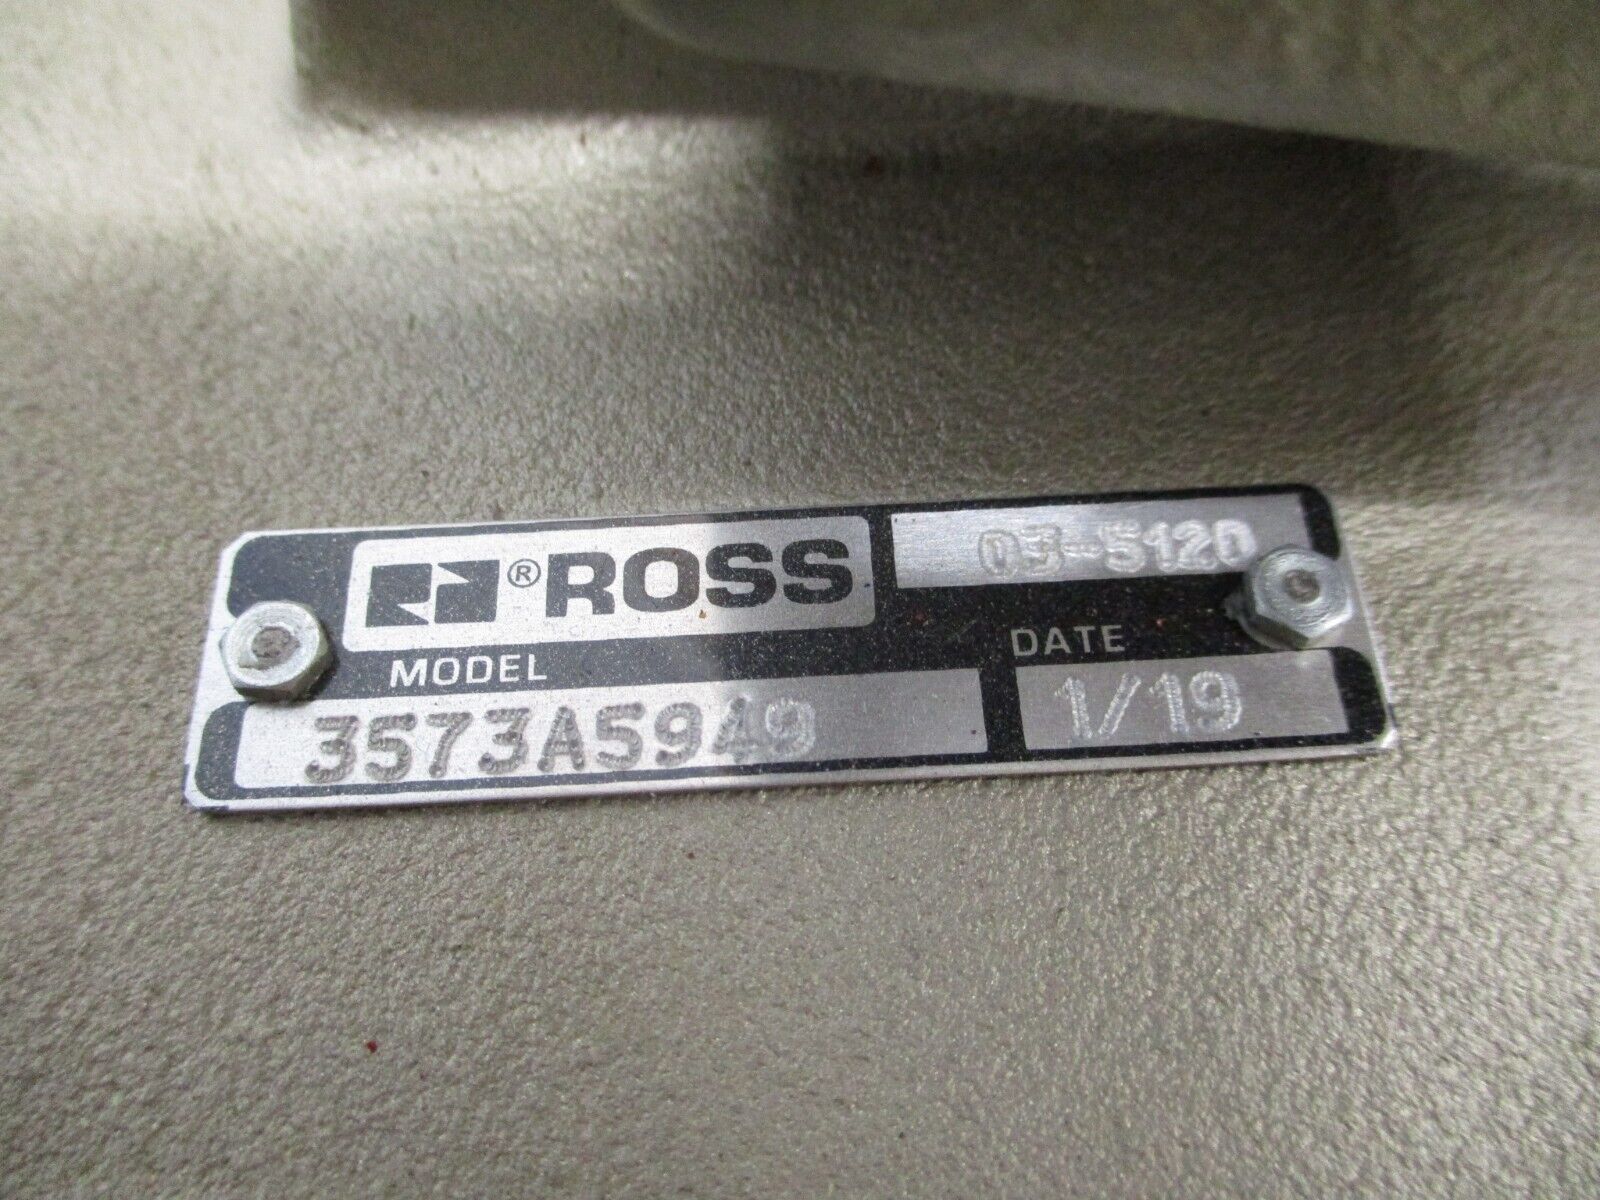 ® ROSS
03-5120
MODEL
DATE
3573A5949
1/19